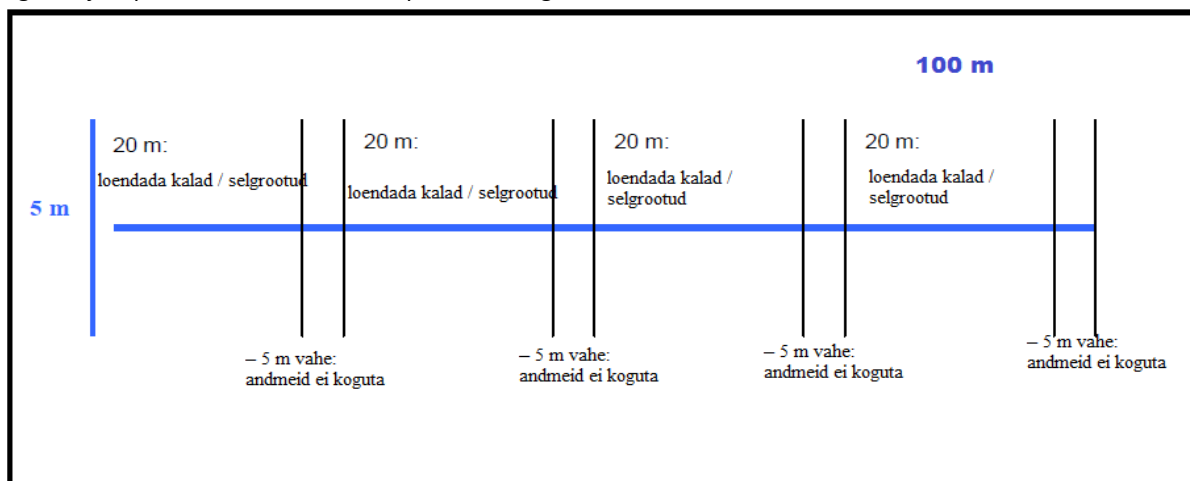 100 m
20 m:
loendada kalad / selgrootud
20 m:
loendada kalad / selgrootud
20 m:
loendada kalad /
selgrootud
20 m:
loendada kalad /
selgrootud
5 m
– 5 m vahe:
andmeid ei koguta
– 5 m vahe:
andmeid ei koguta
– 5 m vahe:
andmeid ei koguta
– 5 m vahe:
andmeid ei koguta